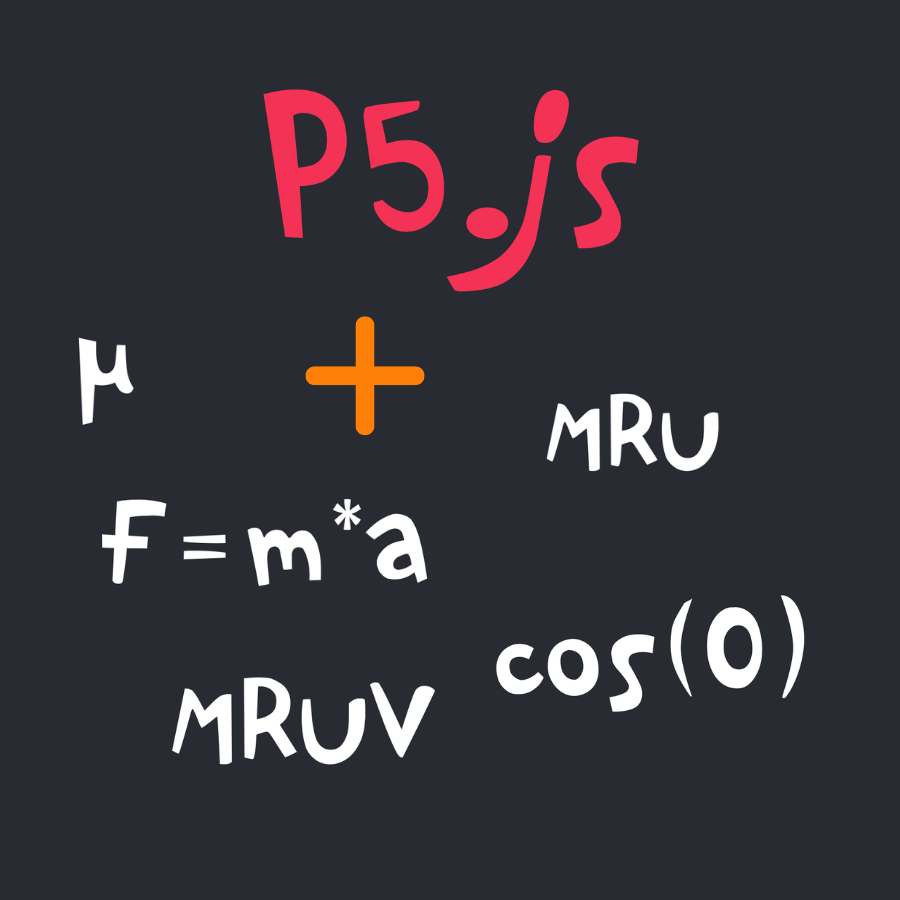 P5.js
+
μ
MRU
F = m*a
cos(0)
MRUV